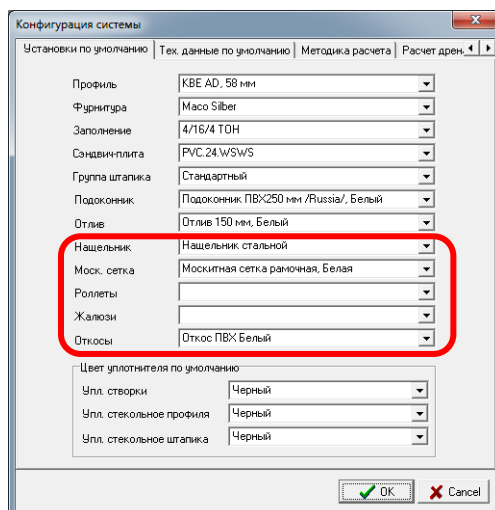 Конфигурация системы
Установки по умолчанию Тех. данные по умолчанию Методика расчета Расчет дрен
Профиль KBE AD, 58 мм
Фурнитура Maco Silber
Заполнение 4/16/4 ТОН
Сэндвич-плита PVC.24.WSWS
Группа штапика Стандартный
Подоконник Подоконник ПВХ250 мм /Russia/, Белый
Отлив Отлив 150 мм, Белый
Нащельник Нащельник стальной
Моск. сетка Москитная сетка рамочная, Белая
Роллеты
Жалюзи
Откосы Откос ПВХ Белый
Цвет уплотнителя по умолчанию
Упл. створки Черный
Упл. стекольное профиля Черный
Упл. стекольное штапика Черный
OK Cancel